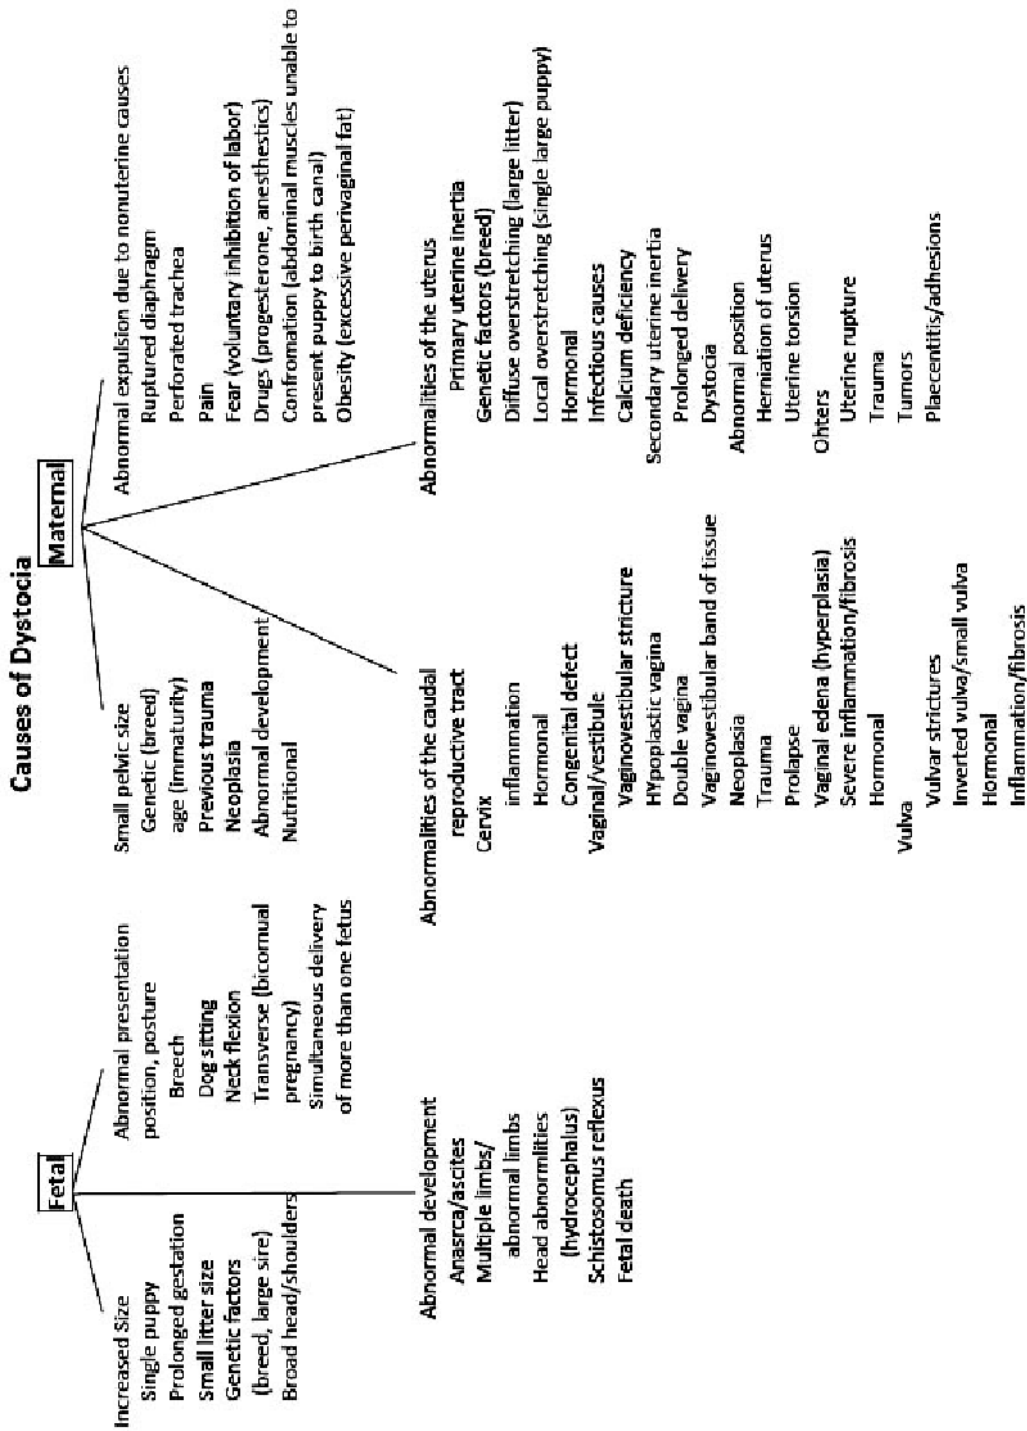 Causes of Dystocia
Fetal
Increased Size
Single puppy
Prolonged gestation
Small litter size
Genetic factors
(breed, large sire)
Broad head/shoulders
Abnormal presentation
position, posture
Breech
Dog sitting
Neck flexion
Transverse (bicornual
pregnancy)
Simultaneous delivery
of more than one fetus
Abnormal development
Anasrca/ascites
Multiple limbs/
abnormal limbs
Head abnormlities
(hydrocephalus)
Schistosomus reflexus
Fetal death
Maternal
Small pelvic size
Genetic (breed)
age (immaturity)
Previous trauma
Neoplasia
Abnormal development
Nutritional
Abnormal expulsion due to nonuterine causes
Ruptured diaphragm
Perforated trachea
Pain
Fear (voluntary inhibition of labor)
Drugs (progesterone, anesthestics)
Confromation (abdominal muscles unable to
present puppy to birth canal)
Obesity (excessive perivaginal fat)
Abnormalities of the caudal
reproductive tract
Cervix
inflammation
Hormonal
Congenital defect
Vaginal/vestibule
Vaginovestibular stricture
HYpoplastic vagina
Double vagina
Vaginovestibular band of tissue
Neoplasia
Trauma
Prolapse
Vaginal edena (hyperplasia)
Severe inflammation/fibrosis
Hormonal
Vulva
Vulvar strictures
Inverted vulva/small vulva
Hormonal
Inflammation/fibrosis
Abnormalities of the uterus
Primary uterine inertia
Genetic factors (breed)
Diffuse overstretching (large litter)
Local overstretching (single large puppy)
Hormonal
Infectious causes
Calcium deficiency
Secondary uterine inertia
Prolonged delivery
Dystocia
Abnormal position
Herniation of uterus
Uterine torsion
Ohters
Uterine rupture
Trauma
Tumors
Plaecentitis/adhesions